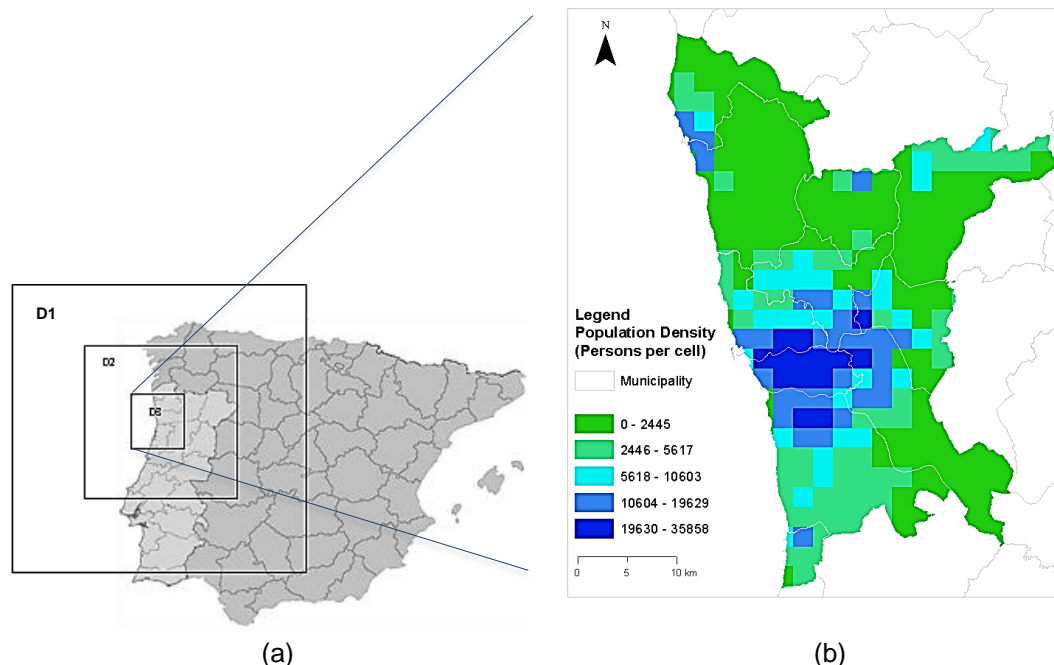 D1
D2
D3
(a)
N
Legend
Population Density
(Persons per cell)
Municipality
0 - 2445
2446 - 5617
5618 - 10603
10604 - 19629
19630 - 35858
0 5 10 km
(b)